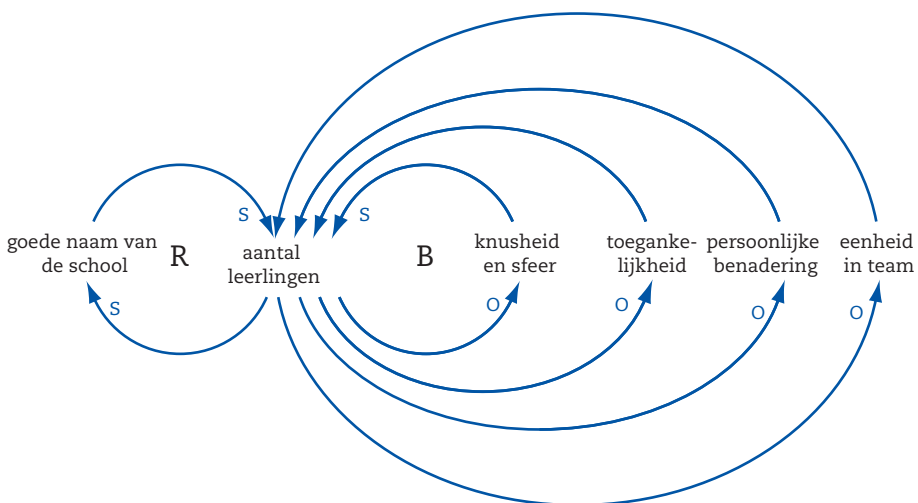 S
S
goede naam van
de school
R
aantal
leerlingen
B
knusheid
en sfeer
toeganke-
lijkheid
persoonlijke
benadering
eenheid
in team
S
O
O
O
O